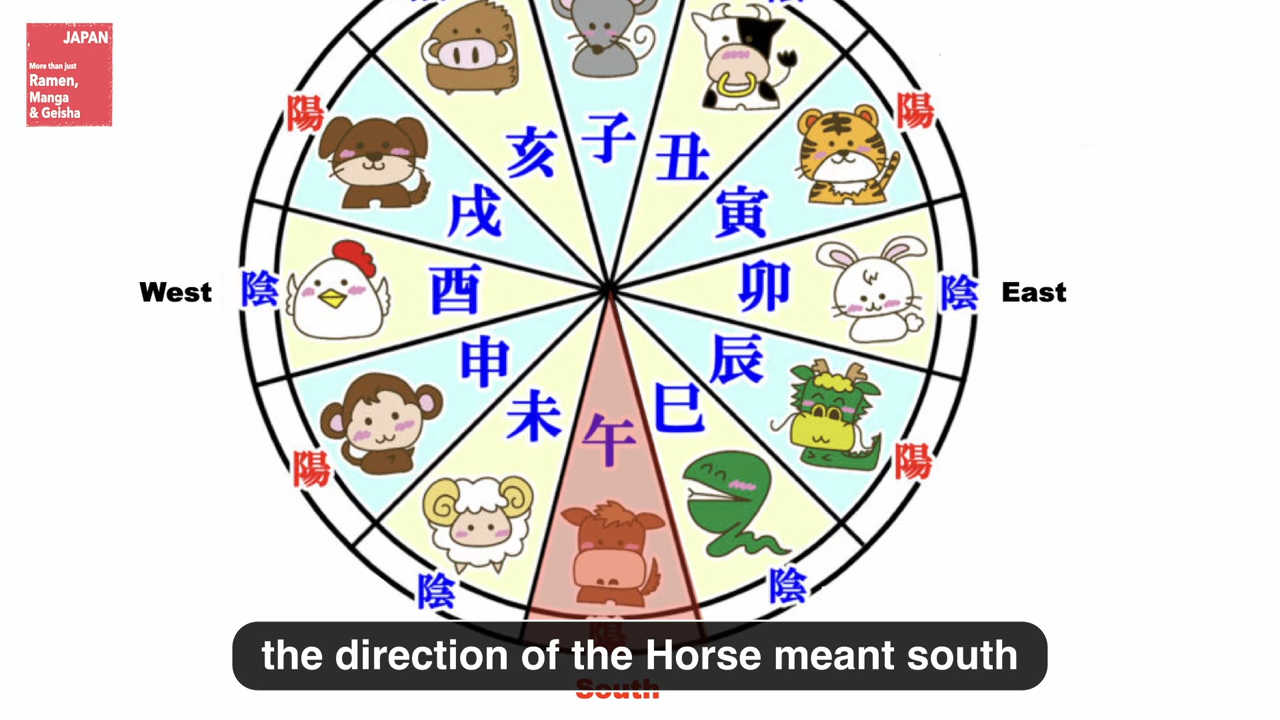 JAPAN
More than just
Ramen,
Manga
& Geisha
陽
陽
亥
子
丑
戌
寅
West
陰
酉
卯
陰
East
申
辰
未
午
巳
陽
陽
陰
陰
陽
the direction of the Horse meant south
South